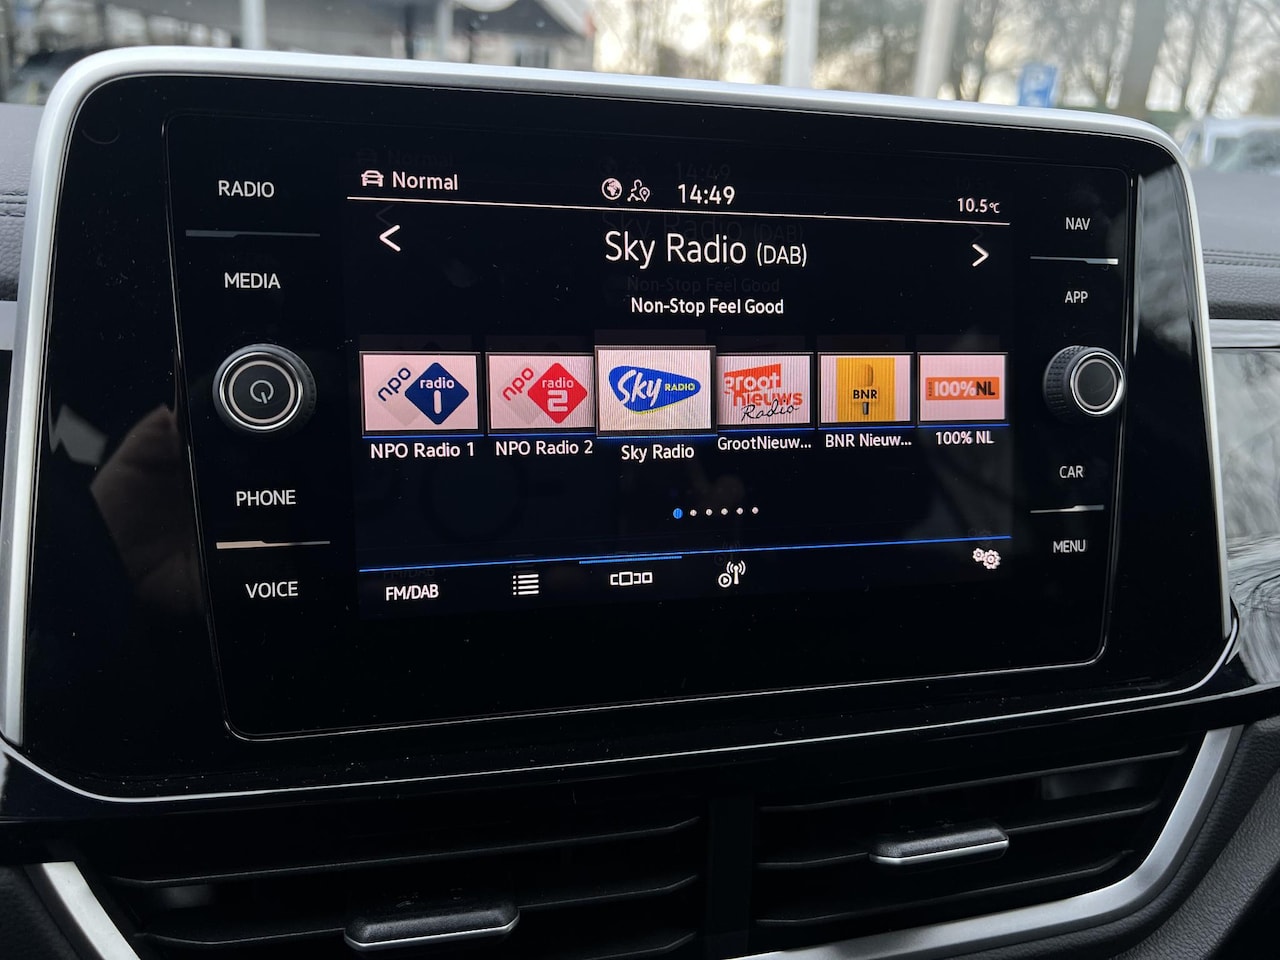 RADIO
MEDIA
PHONE
VOICE
Normal
14:49
10.5°C
<
Sky Radio (DAB)
>
Non-Stop Feel Good
npo radio 1
npo radio 2
Sky RADIO
groot nieuws Radio
BNR
100%NL
NPO Radio 1
NPO Radio 2
Sky Radio
GrootNieuw...
BNR Nieuw...
100% NL
FM/DAB
NAV
APP
CAR
MENU